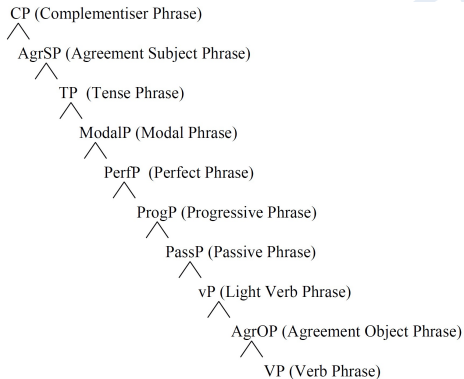 CP (Complementiser Phrase)
AgrSP (Agreement Subject Phrase)
TP (Tense Phrase)
ModalP (Modal Phrase)
PerfP (Perfect Phrase)
ProgP (Progressive Phrase)
PassP (Passive Phrase)
vP (Light Verb Phrase)
AgrOP (Agreement Object Phrase)
VP (Verb Phrase)